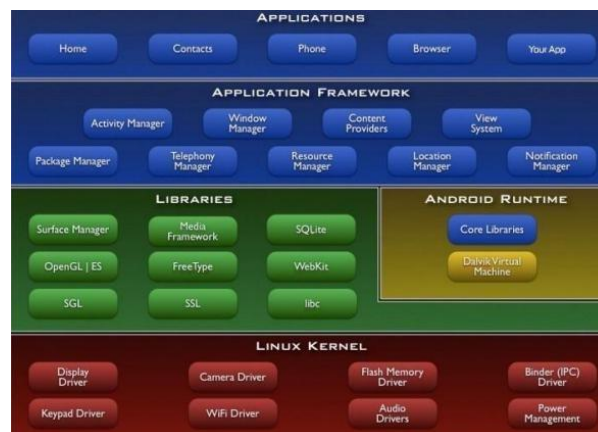 APPLICATIONS
Home
Contacts
Phone
Browser
Your App
APPLICATION FRAMEWORK
Activity Manager
Window
Manager
Content
Providers
View
System
Package Manager
Telephony
Manager
Resource
Manager
Location
Manager
Notification
Manager
LIBRARIES
Surface Manager
Media
Framework
SQLite
OpenGL | ES
FreeType
WebKit
SGL
SSL
libc
ANDROID RUNTIME
Core Libraries
Dalvik Virtual
Machine
LINUX KERNEL
Display
Driver
Camera Driver
Flash Memory
Driver
Binder (IPC)
Driver
Keypad Driver
WiFi Driver
Audio
Drivers
Power
Management